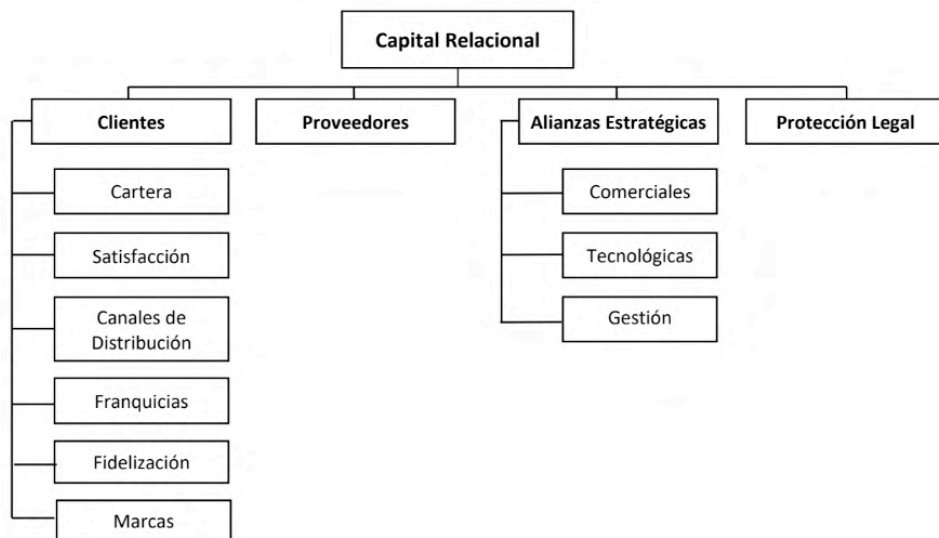 Capital Relacional
Clientes
Proveedores
Alianzas Estratégicas
Protección Legal
Cartera
Satisfacción
Canales de
Distribución
Franquicias
Fidelización
Marcas
Comerciales
Tecnológicas
Gestión